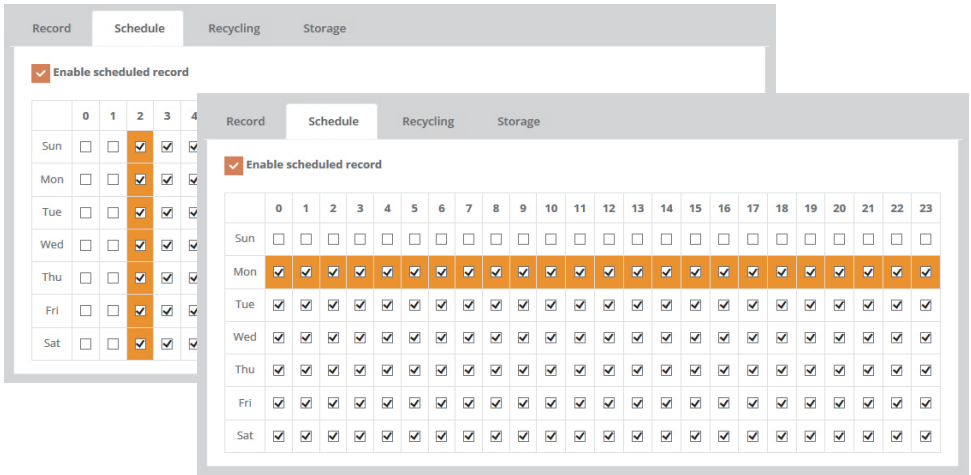 Record Schedule Recycling Storage
Enable scheduled record
0 1 2 3 4
Sun
Mon
Tue
Wed
Thu
Fri
Sat
Record Schedule Recycling Storage
Enable scheduled record
0 1 2 3 4 5 6 7 8 9 10 11 12 13 14 15 16 17 18 19 20 21 22 23
Sun
Mon
Tue
Wed
Thu
Fri
Sat